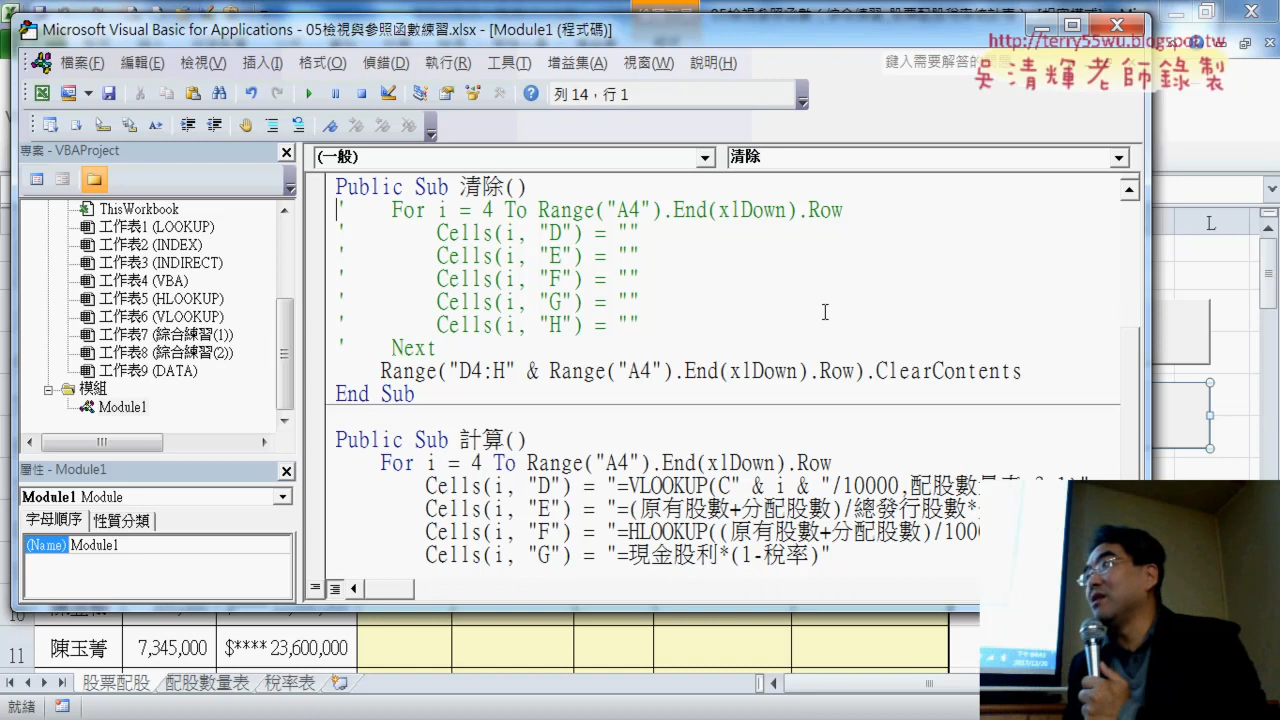 Microsoft Visual Basic for Applications - 05檢視與參照函數練習.xlsx - [Module1 (程式碼)]
http://terry55wu.blogspot.tw
吳清輝老師錄製
檔案(F) 編輯(E) 檢視(V) 插入(I) 格式(O) 偵錯(D) 執行(R) 工具(T) 增益集(A) 視窗(W) 說明(H)
鍵入需要解答的
列 14，行 1
專案 - VBAProject
(一般)
清除
ThisWorkbook
工作表1 (LOOKUP)
工作表2 (INDEX)
工作表3 (INDIRECT)
工作表4 (VBA)
工作表5 (HLOOKUP)
工作表6 (VLOOKUP)
工作表7 (綜合練習(1))
工作表8 (綜合練習(2))
工作表9 (DATA)
模組
Module1
屬性 - Module1
Module1 Module
字母順序 性質分類
(Name) Module1
Public Sub 清除()
'    For i = 4 To Range("A4").End(xlDown).Row
'        Cells(i, "D") = ""
'        Cells(i, "E") = ""
'        Cells(i, "F") = ""
'        Cells(i, "G") = ""
'        Cells(i, "H") = ""
'    Next
    Range("D4:H" & Range("A4").End(xlDown).Row).ClearContents
End Sub
Public Sub 計算()
    For i = 4 To Range("A4").End(xlDown).Row
        Cells(i, "D") = "=VLOOKUP(C" & i & "/10000,配股數
        Cells(i, "E") = "=(原有股數+分配股數)/總發行股數*
        Cells(i, "F") = "=HLOOKUP((原有股數+分配股數)/100
        Cells(i, "G") = "=現金股利*(1-稅率)"
L
11 陳玉菁 7,345,000 $**** 23,600,000
股票配股 配股數量表 稅率表
就緒